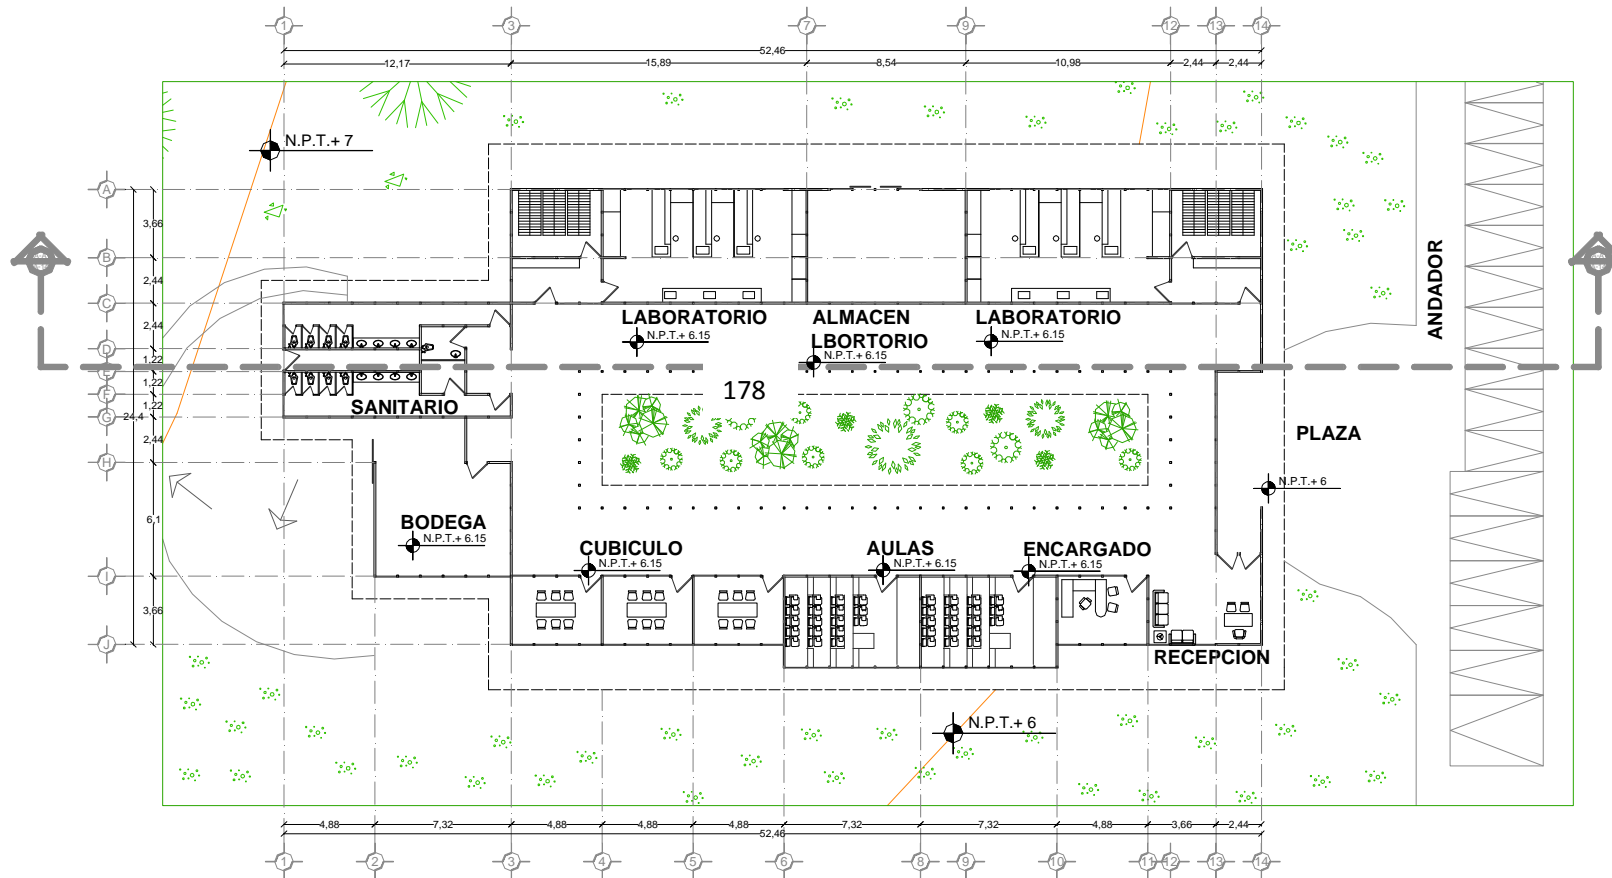 1 3 7 9 12 13 14
52,46
12,17 15,89 8,54 10,98 2,44 2,44
N.P.T.+ 7
A
3,66
B
2,44
C
2,44
D
1,22
E
1,22
F
1,22
G
24,4
2,44
H
6,1
I
3,66
J
ANDADOR
LABORATORIO
N.P.T.+ 6.15
ALMACEN
LBORTORIO
N.P.T.+ 6.15
LABORATORIO
N.P.T.+ 6.15
178
SANITARIO
PLAZA
N.P.T.+ 6
BODEGA
N.P.T.+ 6.15
CUBICULO
N.P.T.+ 6.15
AULAS
N.P.T.+ 6.15
ENCARGADO
N.P.T.+ 6.15
RECEPCION
N.P.T.+ 6
4,88 7,32 4,88 4,88 4,88 7,32 7,32 4,88 3,66 2,44
52,46
1 2 3 4 5 6 8 9 10 11 12 13 14